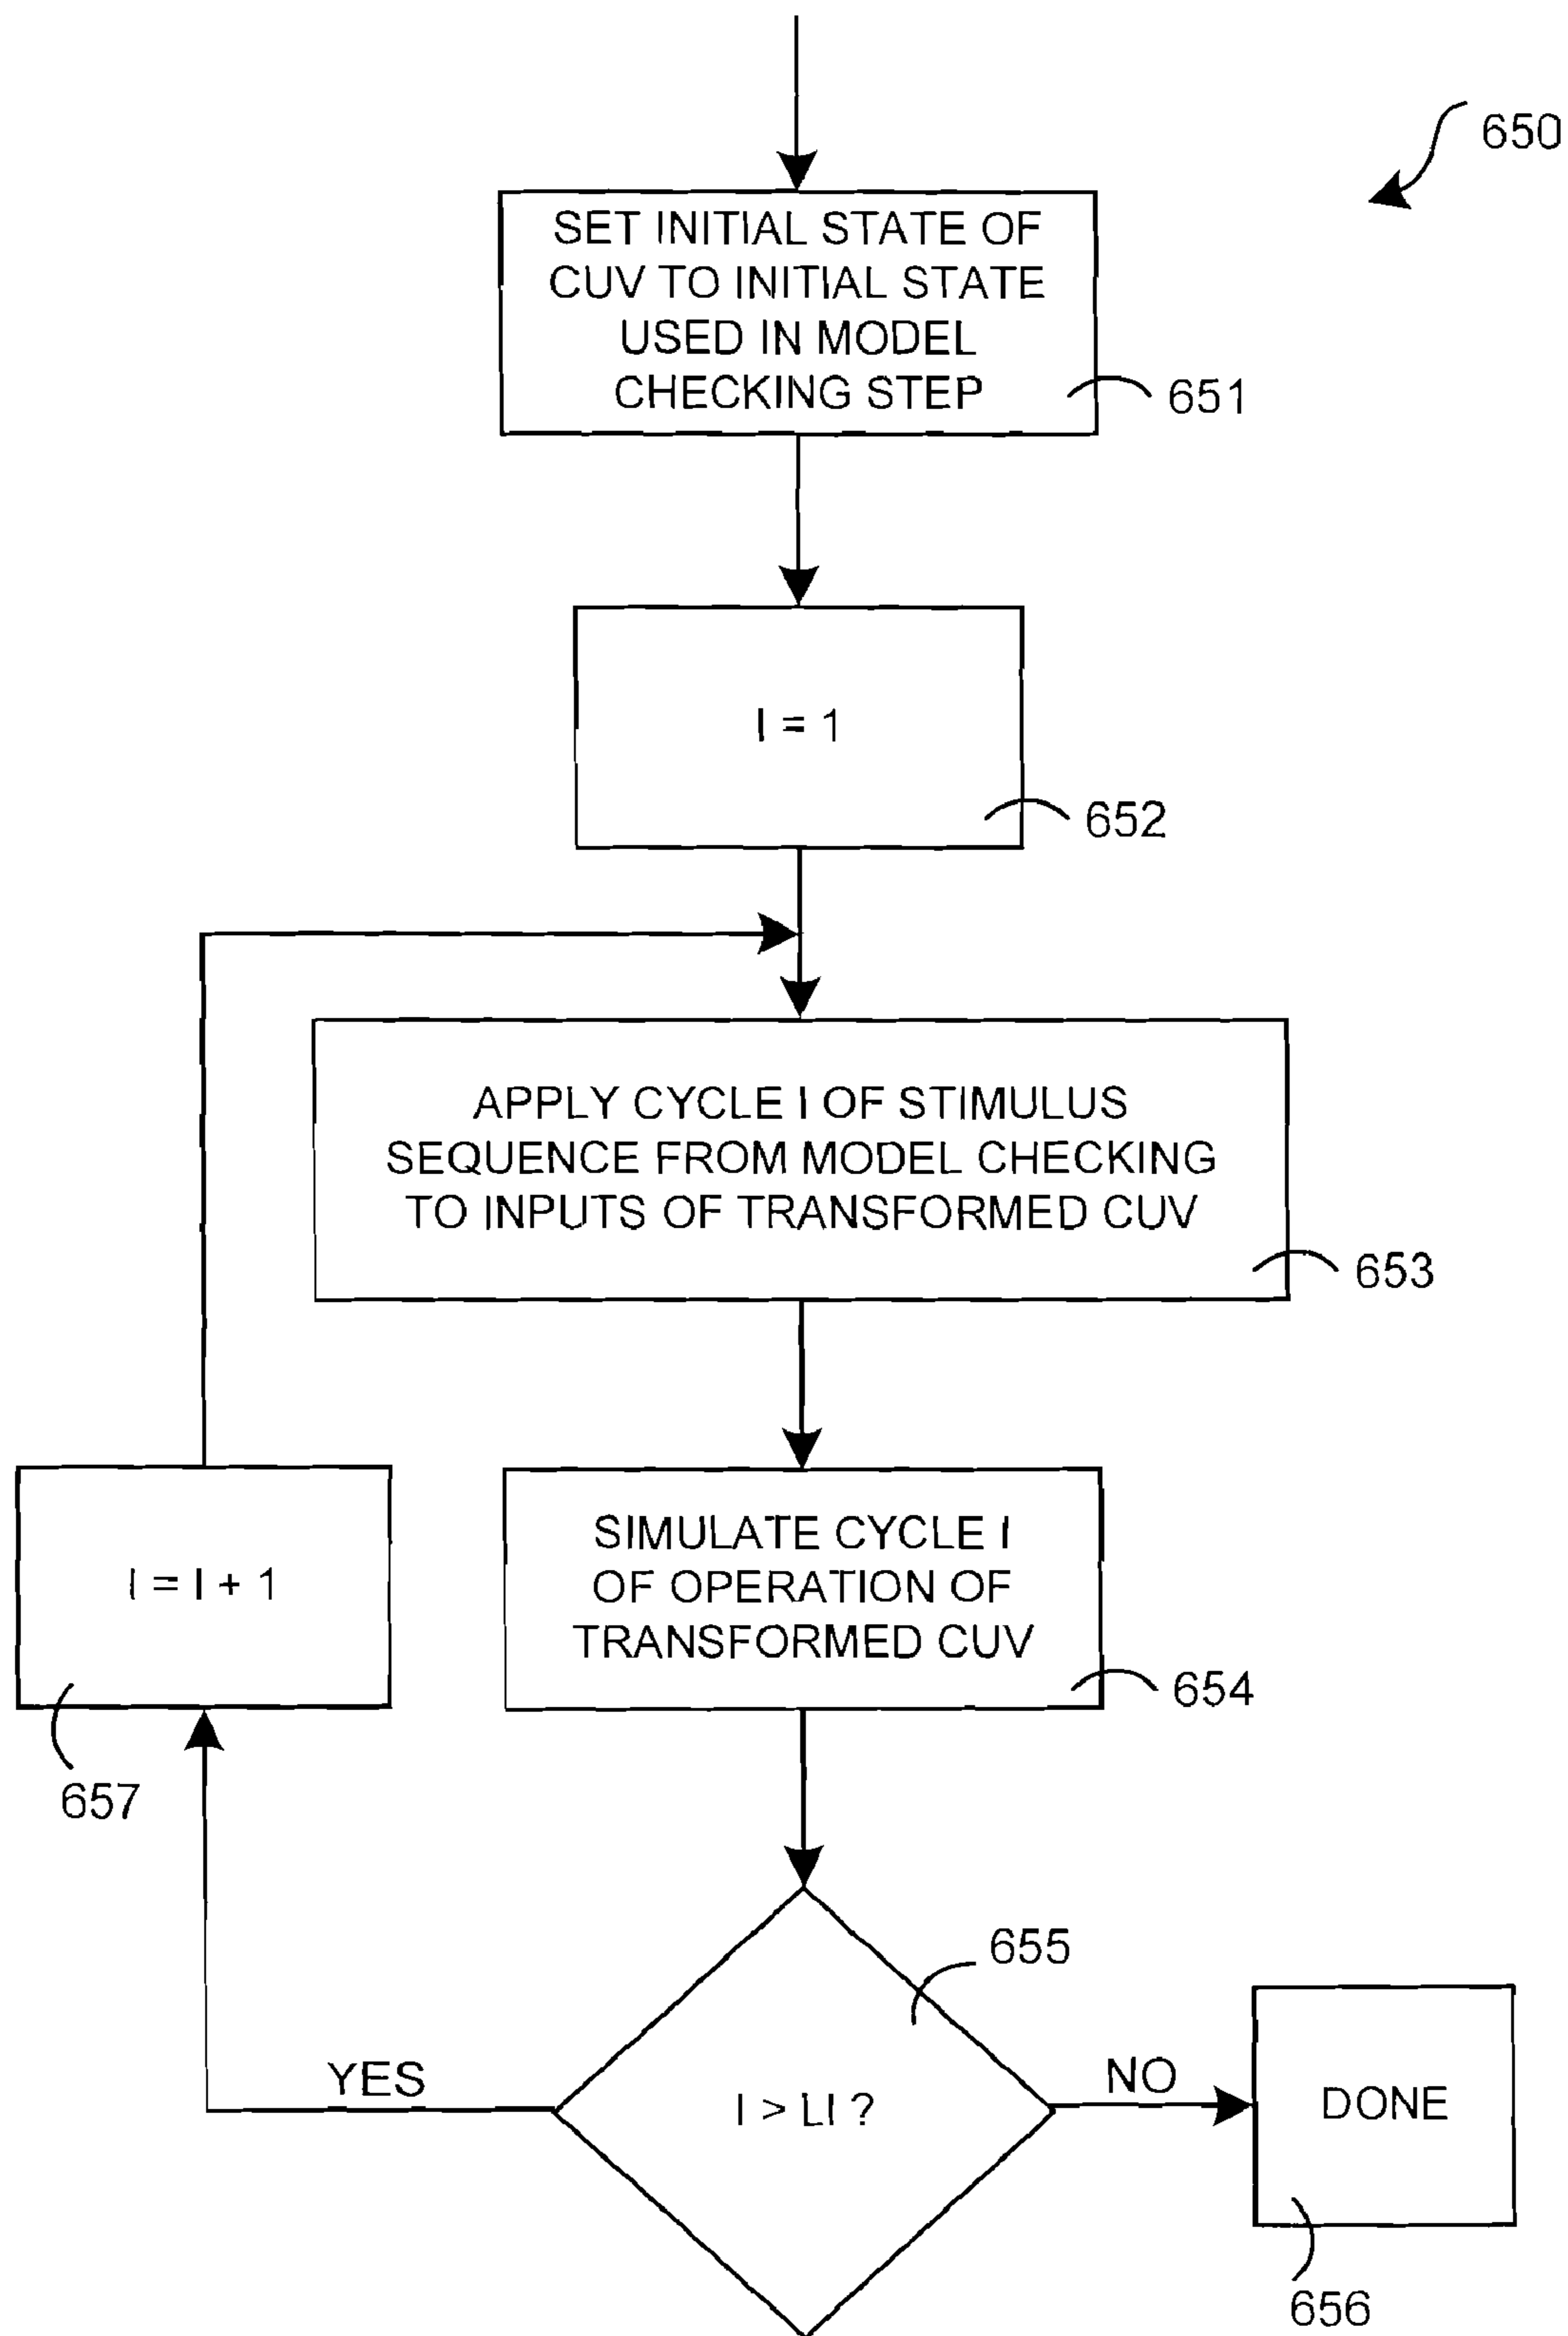 650
SET INITIAL STATE OF
CUV TO INITIAL STATE
USED IN MODEL
CHECKING STEP
651
I = 1
652
APPLY CYCLE I OF STIMULUS
SEQUENCE FROM MODEL CHECKING
TO INPUTS OF TRANSFORMED CUV
653
SIMULATE CYCLE I
OF OPERATION OF
TRANSFORMED CUV
654
I = I + 1
657
655
I > LI ?
YES
NO
DONE
656